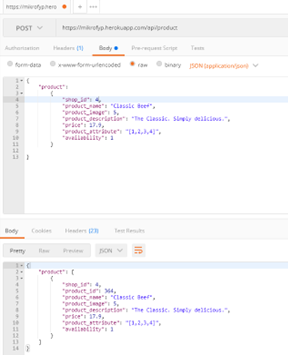 https://mikrofyp.hero
POST
https://mikrofyp.herokuapp.com/api/product
Authorization
Headers (1)
Body
Pre-request Script
Tests
form-data
x-www-form-urlencoded
raw
binary
JSON (application/json)
1 {
2 "product":
3 {
4 "shop_id": 4,
5 "product_name": "Classic Beef",
6 "product_image": 5,
7 "product_description": "The Classic. Simply delicious.",
8 "price": 17.9,
9 "product_attribute": "[1,2,3,4]",
10 "availability": 1
11 }
12
13 }
Body
Cookies
Headers (23)
Test Results
Pretty
Raw
Preview
JSON
1 {
2 "product": {
3 {
4 "shop_id": 4,
5 "product_id": 364,
6 "product_name": "Classic Beef",
7 "product_image": 5,
8 "product_description": "The Classic. Simply delicious.",
9 "price": 17.9,
10 "product_attribute": "[1,2,3,4]",
11 "availability": 1
12 }
13
14 }